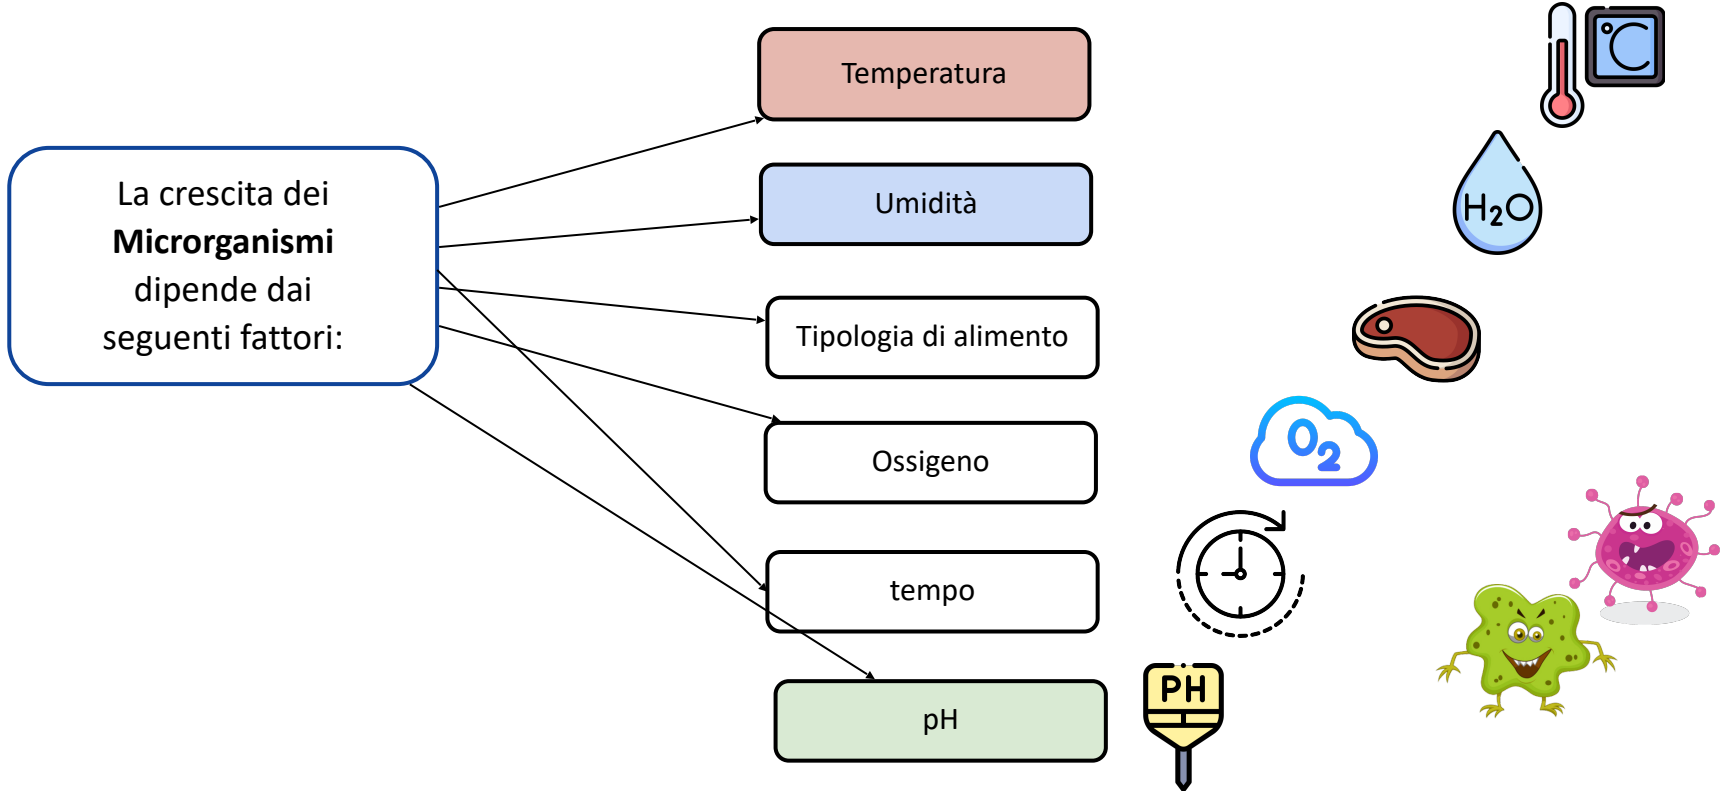 La crescita dei
Microrganismi
dipende dai
seguenti fattori:
Temperatura
°C
Umidità
H₂O
Tipologia di alimento
Ossigeno
O₂
tempo
pH
PH